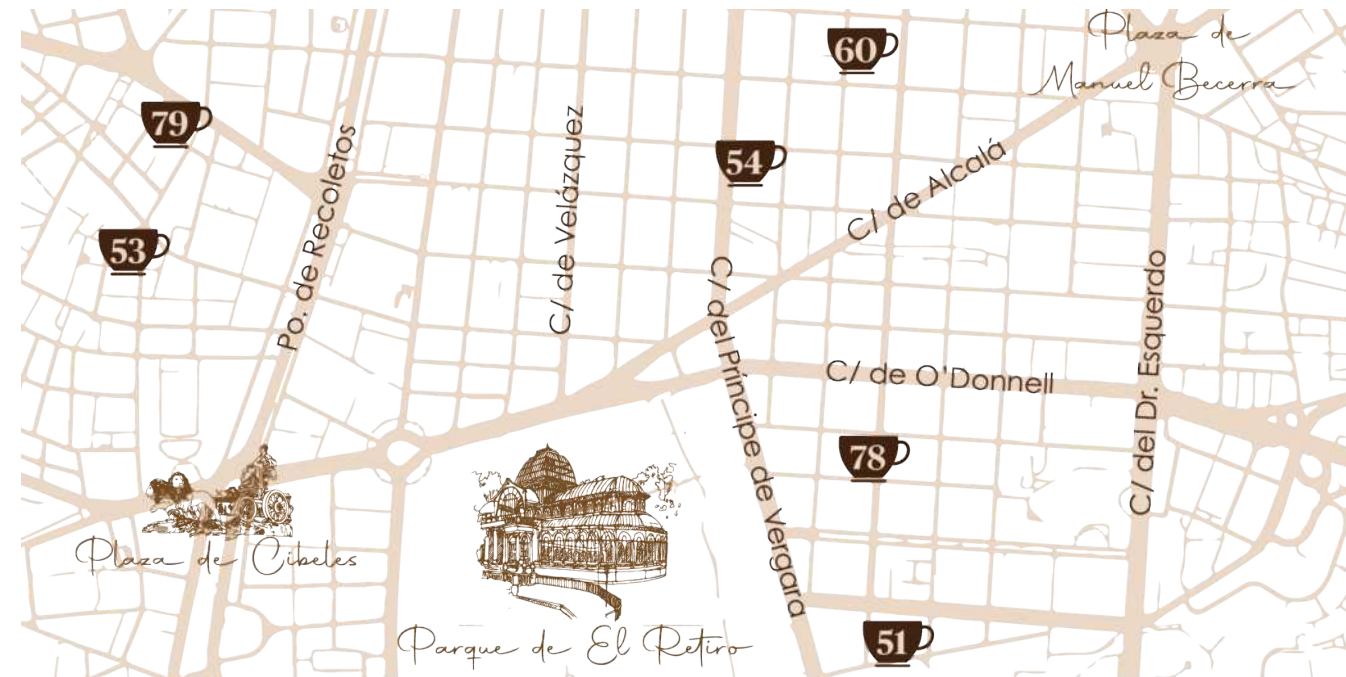 Plaza de
Manuel Becerra
60
79
54
53
Po. de Recoletos
C/ de Velázquez
C/ de Alcalá
C/ del Príncipe de Vergara
C/ de O'Donnell
C/ del Dr. Esquerdo
78
Plaza de Cibeles
Parque de El Retiro
51